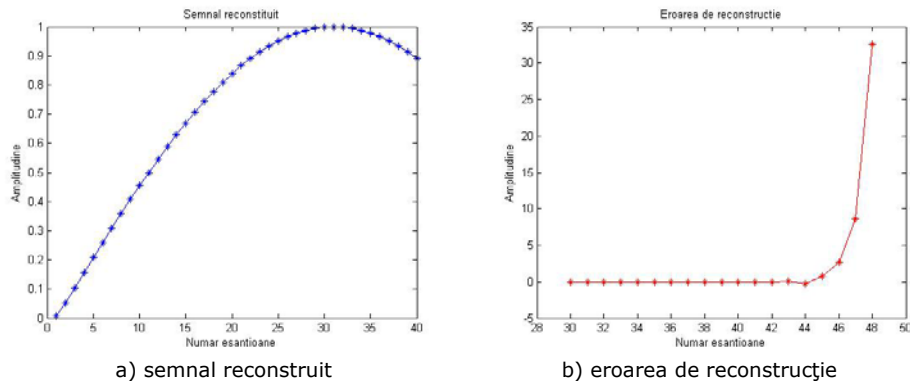 Semnal reconstituit
1
0.9
0.8
0.7
0.6
0.5
0.4
0.3
0.2
0.1
0
Amplitudine
0 5 10 15 20 25 30 35 40
Numar esantioane
a) semnal reconstruit
Eroarea de reconstructie
35
30
25
20
15
10
5
0
-5
Amplitudine
28 30 32 34 36 38 40 42 44 46 48 50
Numar esantioane
b) eroarea de reconstrucţie